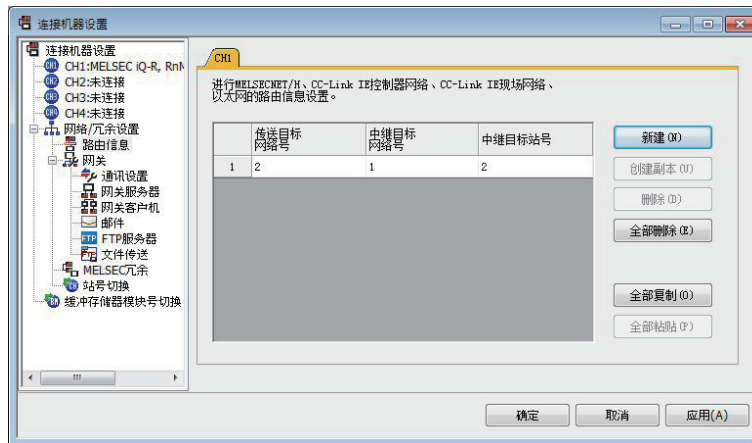 连接机器设置
连接机器设置
CH1:MELSEC iQ-R, RnM
CH2:未连接
CH3:未连接
CH4:未连接
网络/冗余设置
路由信息
网关
通讯设置
网关服务器
网关客户机
邮件
FTP服务器
文件传送
MELSEC冗余
站号切换
缓冲存储器模块号切换
CH1
进行MELSECNET/H、CC-Link IE控制器网络、CC-Link IE现场网络、
以太网的路由信息设置。
传送目标
网络号
中继目标
网络号
中继目标站号
1 2 1 2
新建(N)
创建副本(U)
删除(D)
全部删除(E)
全部复制(O)
全部粘贴(P)
确定 取消 应用(A)